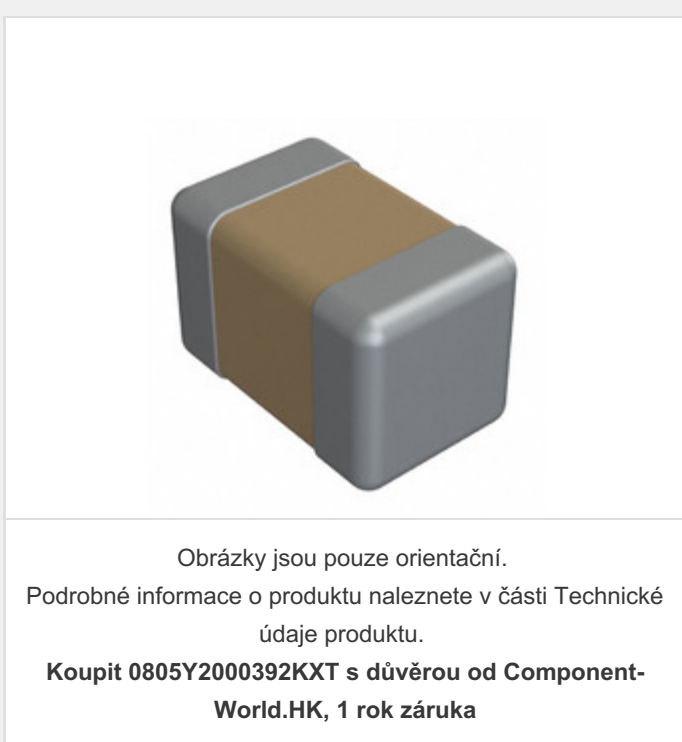 Obrázky jsou pouze orientační.
Podrobné informace o produktu naleznete v části Technické
údaje produktu.
Koupit 0805Y2000392KXT s důvěrou od Component-
World.HK, 1 rok záruka